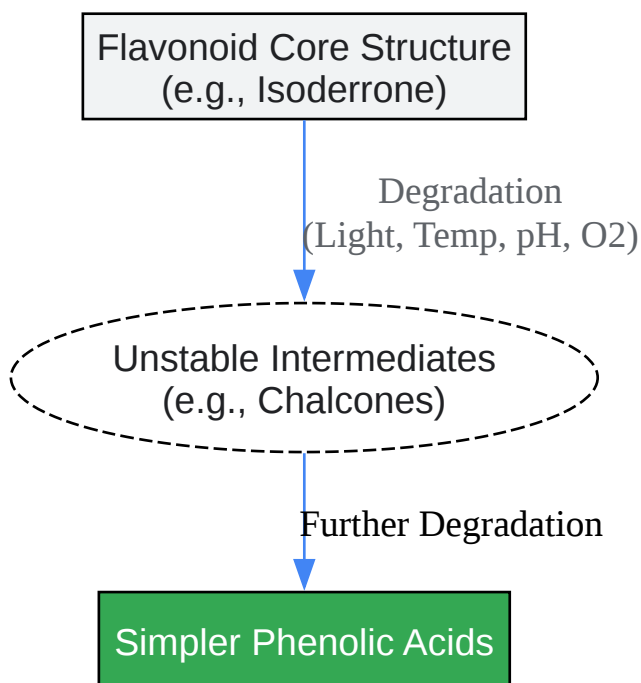 Flavonoid Core Structure
(e.g., Isoderrone)
Degradation
(Light, Temp, pH, O2)
Unstable Intermediates
(e.g., Chalcones)
Further Degradation
Simpler Phenolic Acids